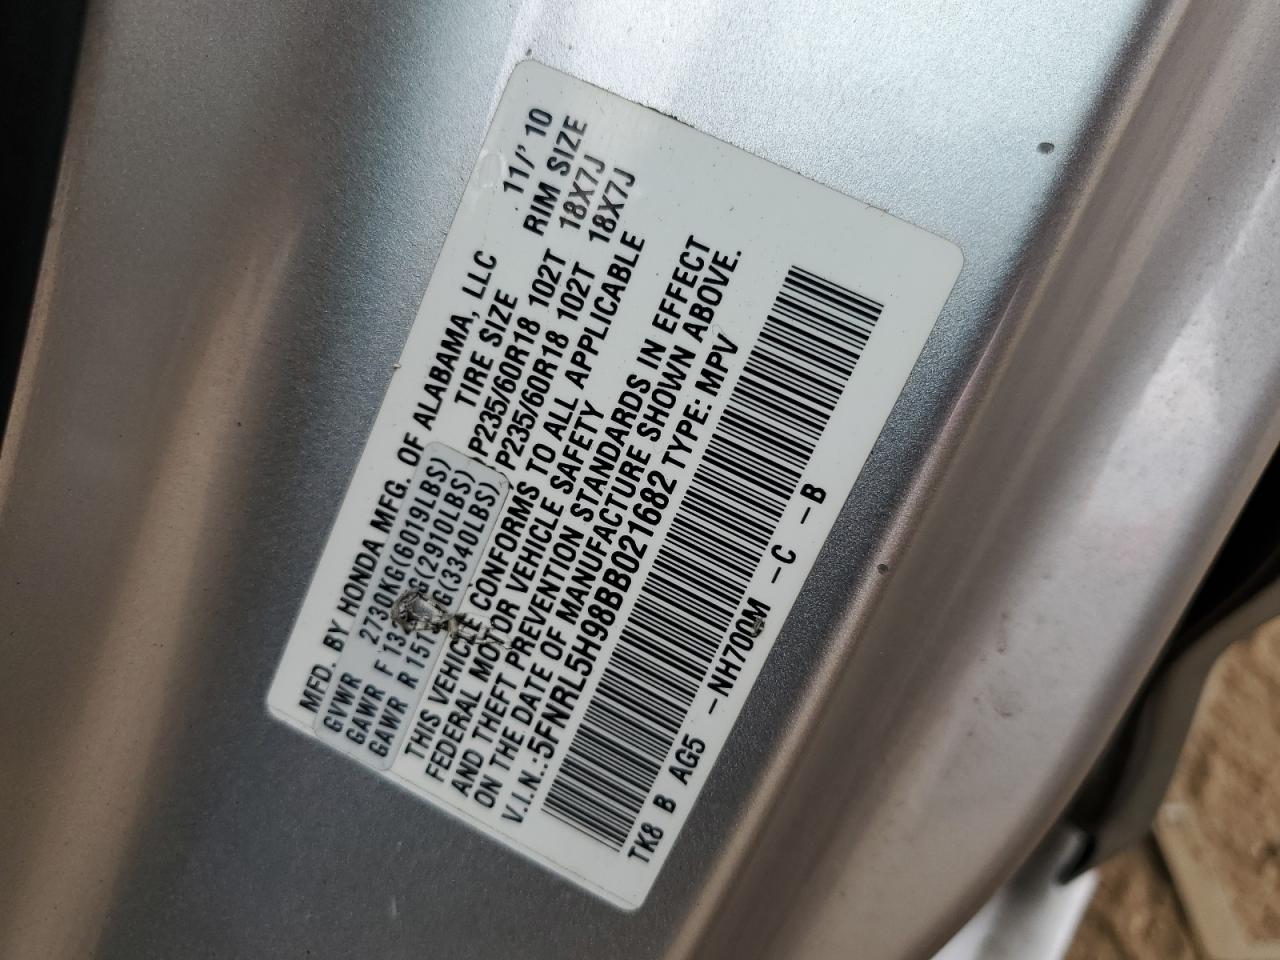 MFD. BY HONDA MFG. OF ALABAMA, LLC 11/' 10
GVWR 2730KG(6019LBS) TIRE SIZE RIM SIZE
GAWR F (2910LBS) P235/60R18 102T 18X7J
GAWR R (3340LBS) P235/60R18 102T 18X7J
THIS VEHICLE CONFORMS TO ALL APPLICABLE
FEDERAL MOTOR VEHICLE SAFETY
AND THEFT PREVENTION STANDARDS IN EFFECT
ON THE DATE OF MANUFACTURE SHOWN ABOVE.
V.I.N.:5FNRL5H98BB021682 TYPE: MPV
TK8 B AG5 -NH700M -C -B